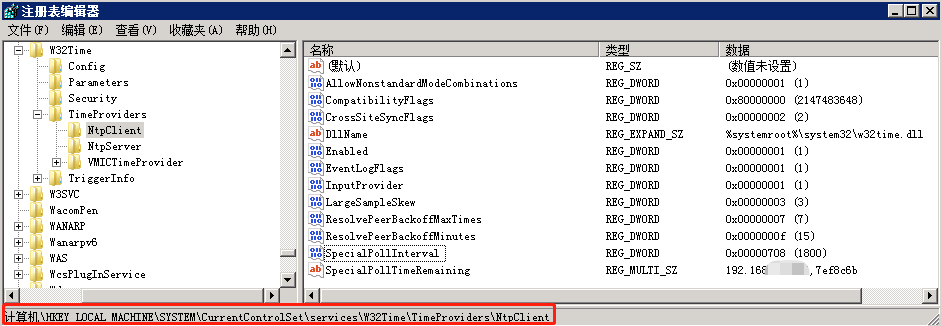 注册表编辑器
文件(F) 编辑(E) 查看(V) 收藏夹(A) 帮助(H)
W32Time
Config
Parameters
Security
TimeProviders
NtpClient
NtpServer
VMICTimeProvider
TriggerInfo
W3SVC
WacomPen
WANARP
Wanarpv6
WAS
WcsPlugInService
名称 类型 数据
(默认) REG_SZ (数值未设置)
AllowNonstandardModeCombinations REG_DWORD 0x00000001 (1)
CompatibilityFlags REG_DWORD 0x80000000 (2147483648)
CrossSiteSyncFlags REG_DWORD 0x00000002 (2)
DllName REG_EXPAND_SZ %systemroot%\system32\w32time.dll
Enabled REG_DWORD 0x00000001 (1)
EventLogFlags REG_DWORD 0x00000001 (1)
InputProvider REG_DWORD 0x00000001 (1)
LargeSampleSkew REG_DWORD 0x00000003 (3)
ResolvePeerBackoffMaxTimes REG_DWORD 0x00000007 (7)
ResolvePeerBackoffMinutes REG_DWORD 0x0000000f (15)
SpecialPollInterval REG_DWORD 0x00000708 (1800)
SpecialPollTimeRemaining REG_MULTI_SZ 192.168 ,7ef8c6b
计算机\HKEY_LOCAL_MACHINE\SYSTEM\CurrentControlSet\services\W32Time\TimeProviders\NtpClient